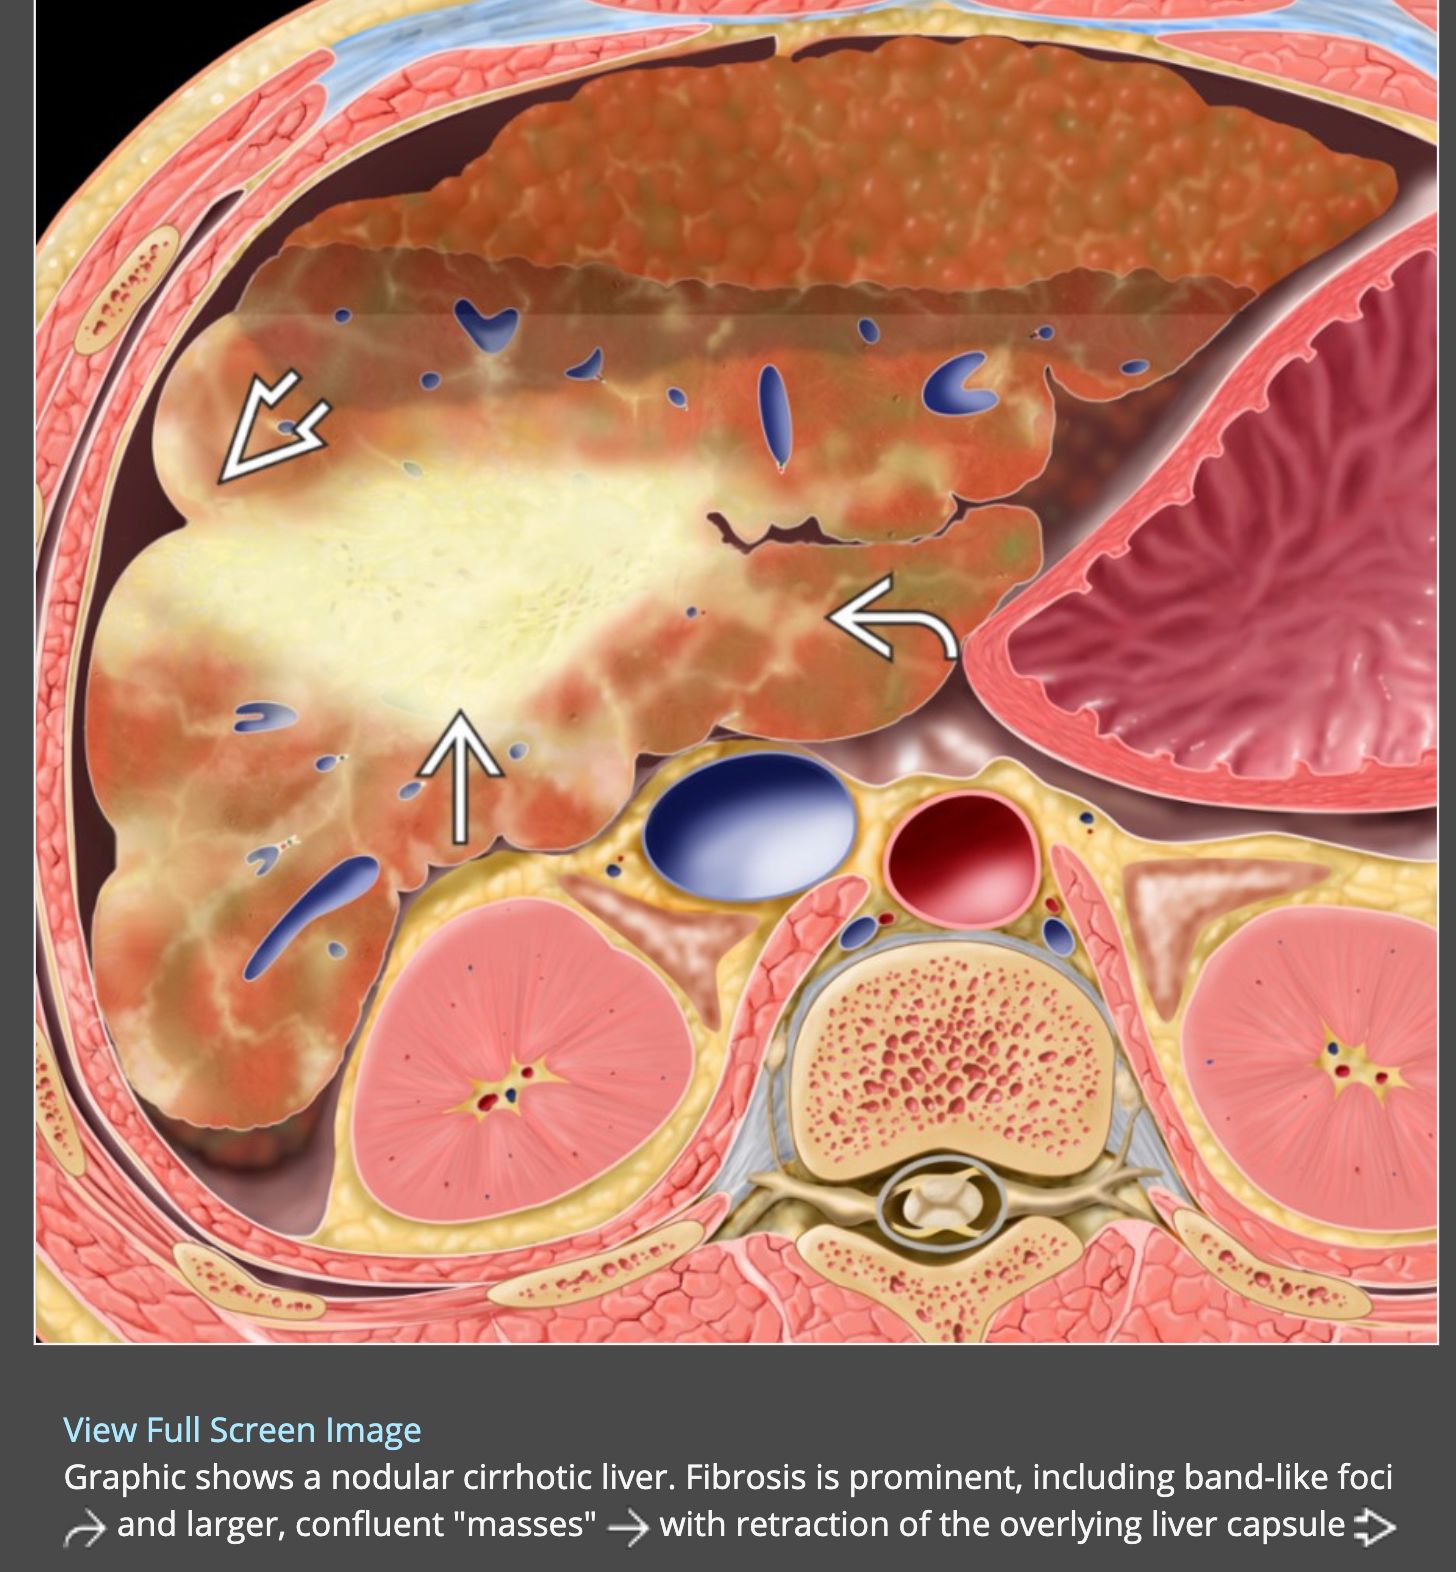 View Full Screen Image
Graphic shows a nodular cirrhotic liver. Fibrosis is prominent, including band-like foci
and larger, confluent "masses" with retraction of the overlying liver capsule